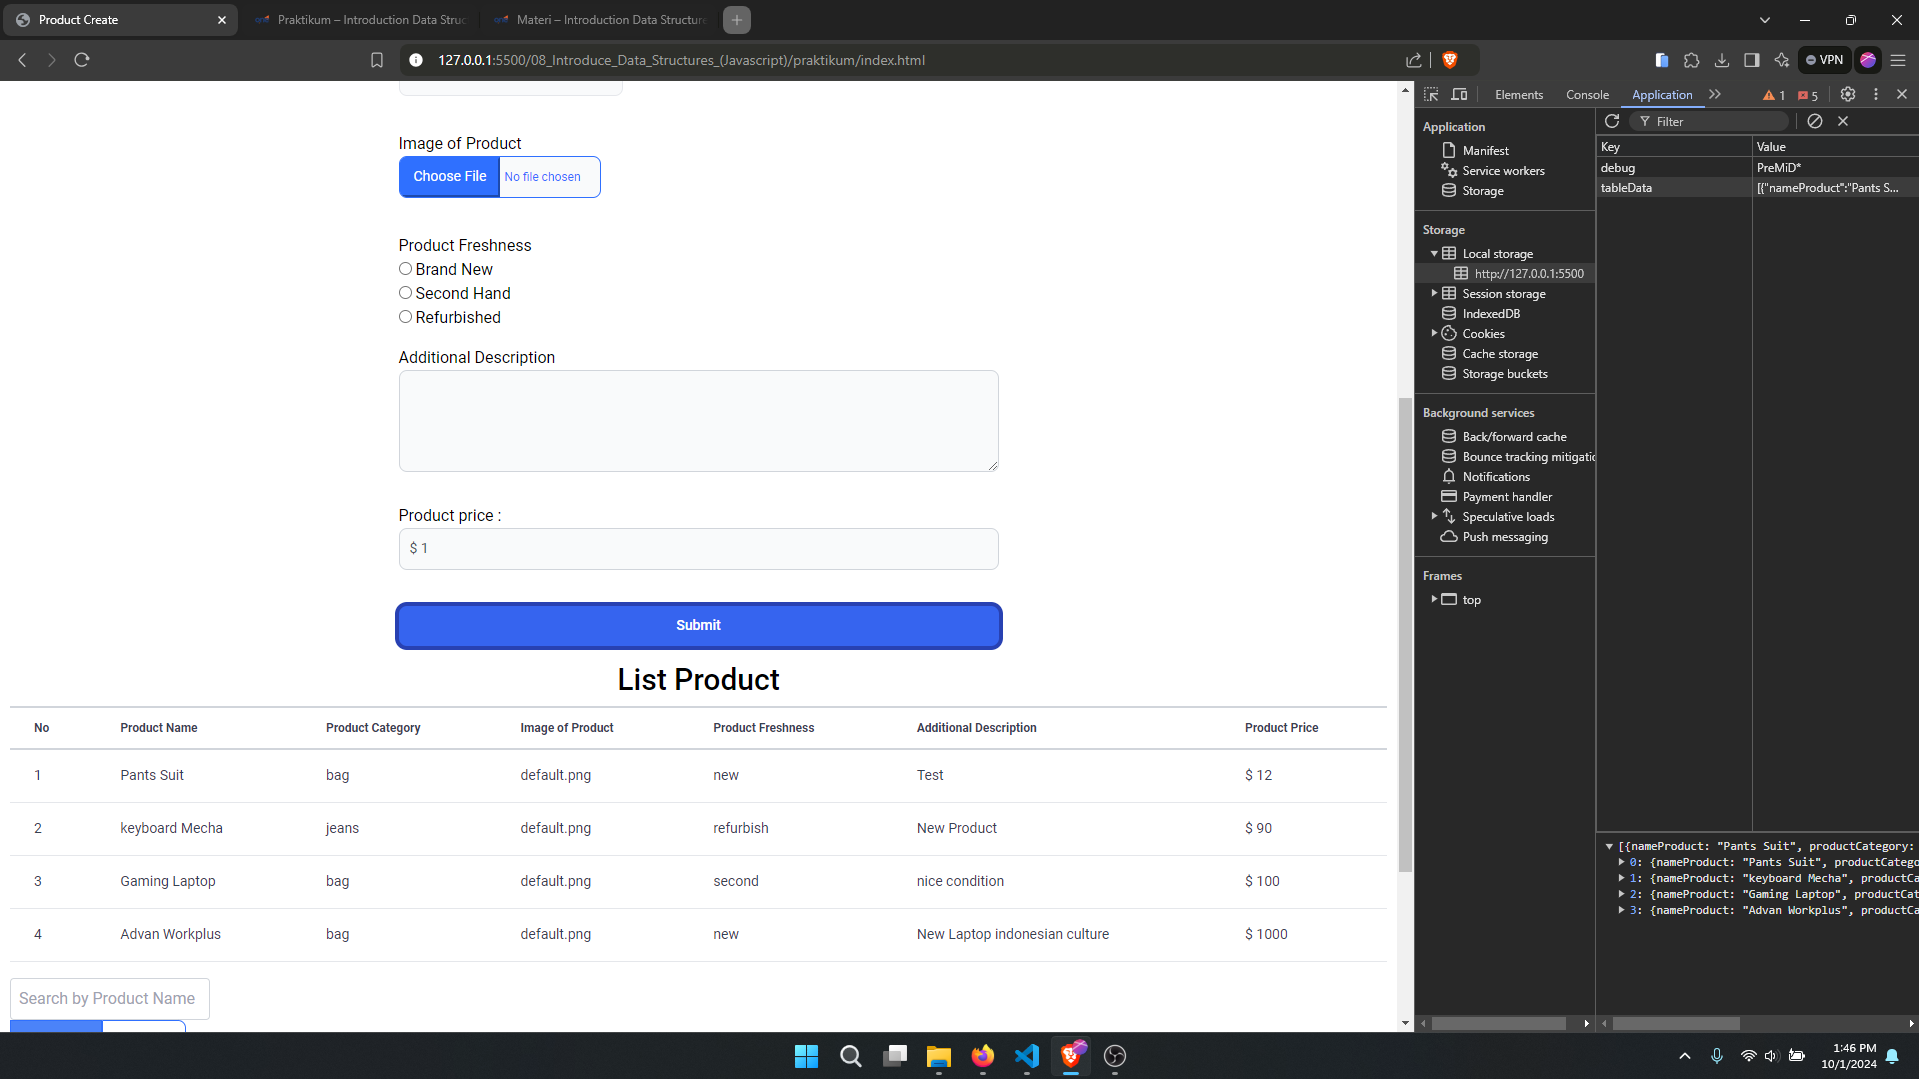 Product Create
Praktikum – Introduction Data Struc
Materi – Introduction Data Structure
127.0.0.1:5500/08_Introduce_Data_Structures_(Javascript)/praktikum/index.html
VPN
Image of Product
Choose File No file chosen
Product Freshness
Brand New
Second Hand
Refurbished
Additional Description
Product price :
$ 1
Submit
List Product
No Product Name Product Category Image of Product Product Freshness Additional Description Product Price
1 Pants Suit bag default.png new Test $ 12
2 keyboard Mecha jeans default.png refurbish New Product $ 90
3 Gaming Laptop bag default.png second nice condition $ 100
4 Advan Workplus bag default.png new New Laptop indonesian culture $ 1000
Search by Product Name
Elements Console Application 1 5
Application
Manifest
Service workers
Storage
Storage
Local storage
http://127.0.0.1:5500
Session storage
IndexedDB
Cookies
Cache storage
Storage buckets
Background services
Back/forward cache
Bounce tracking mitigatic
Notifications
Payment handler
Speculative loads
Push messaging
Frames
top
Filter
Key Value
debug PreMiD*
tableData [{"nameProduct":"Pants S...
[{nameProduct: "Pants Suit", productCategory:
0: {nameProduct: "Pants Suit", productCatego
1: {nameProduct: "keyboard Mecha", productCa
2: {nameProduct: "Gaming Laptop", productCat
3: {nameProduct: "Advan Workplus", productCa
1:46 PM
10/1/2024